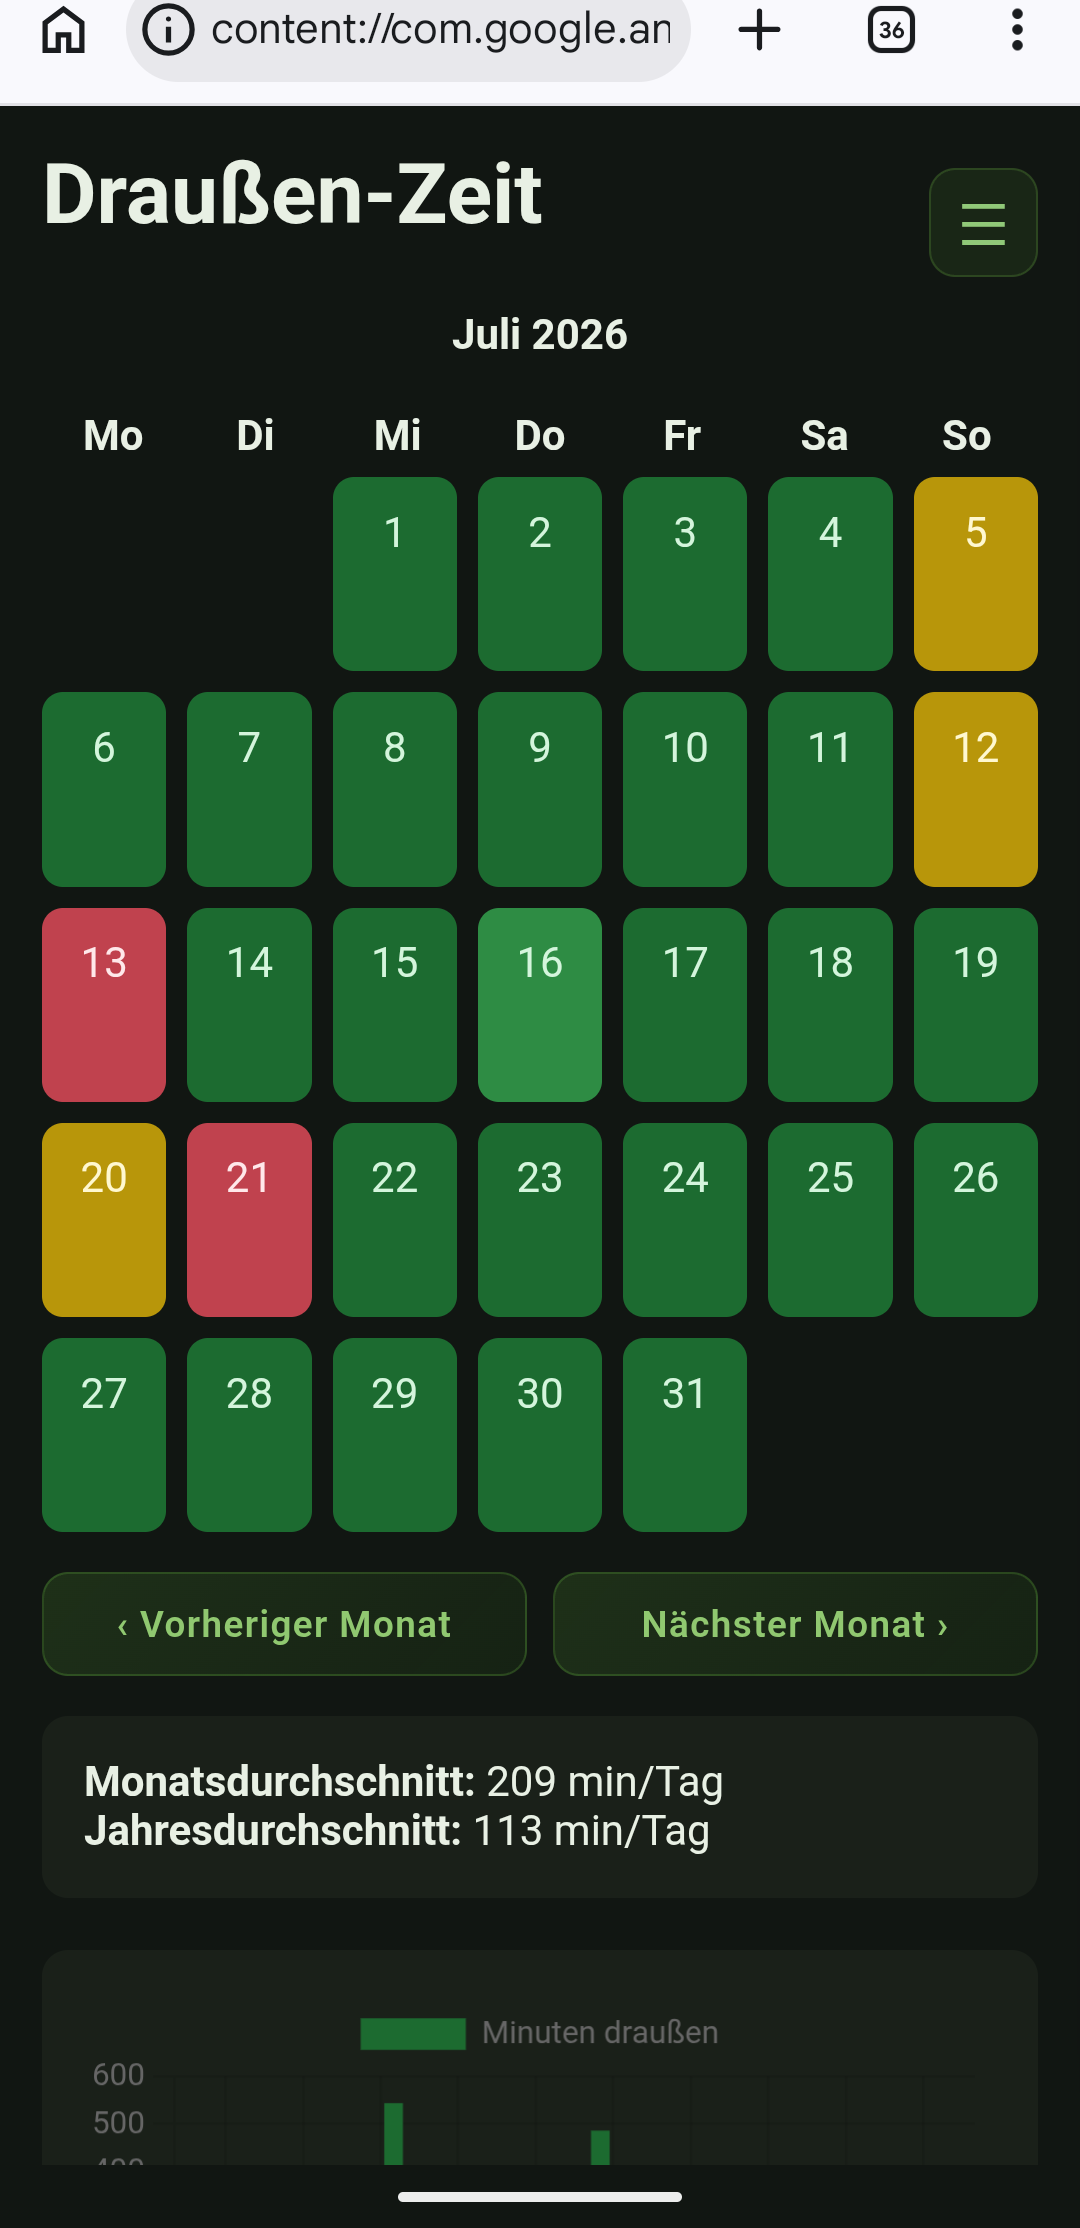 content://com.google.an
36
Draußen-Zeit
☰
Juli 2026
Mo Di Mi Do Fr Sa So
1 2 3 4 5
6 7 8 9 10 11 12
13 14 15 16 17 18 19
20 21 22 23 24 25 26
27 28 29 30 31
‹ Vorheriger Monat Nächster Monat ›
Monatsdurchschnitt: 209 min/Tag
Jahresdurchschnitt: 113 min/Tag
Minuten draußen
600
500